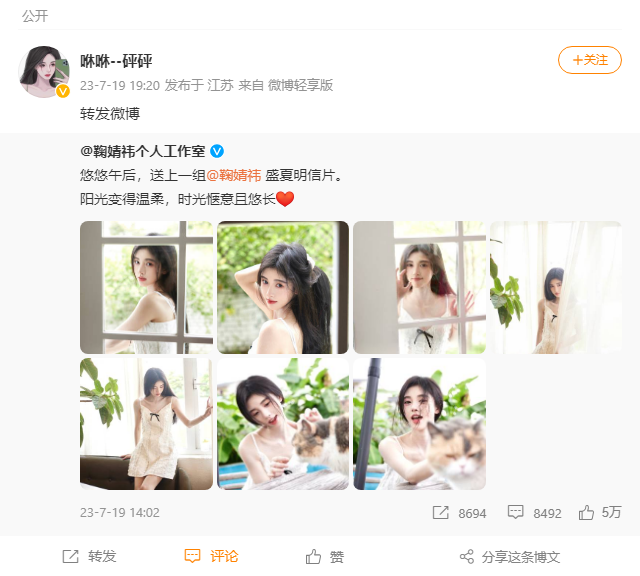 公开
咻咻--砰砰
+关注
23-7-19 19:20 发布于 江苏 来自 微博轻享版
转发微博
@鞠婧祎个人工作室
悠悠午后，送上一组@鞠婧祎 盛夏明信片。
阳光变得温柔，时光惬意且悠长
23-7-19 14:02 8694 8492 5万
转发 评论 赞 分享这条博文